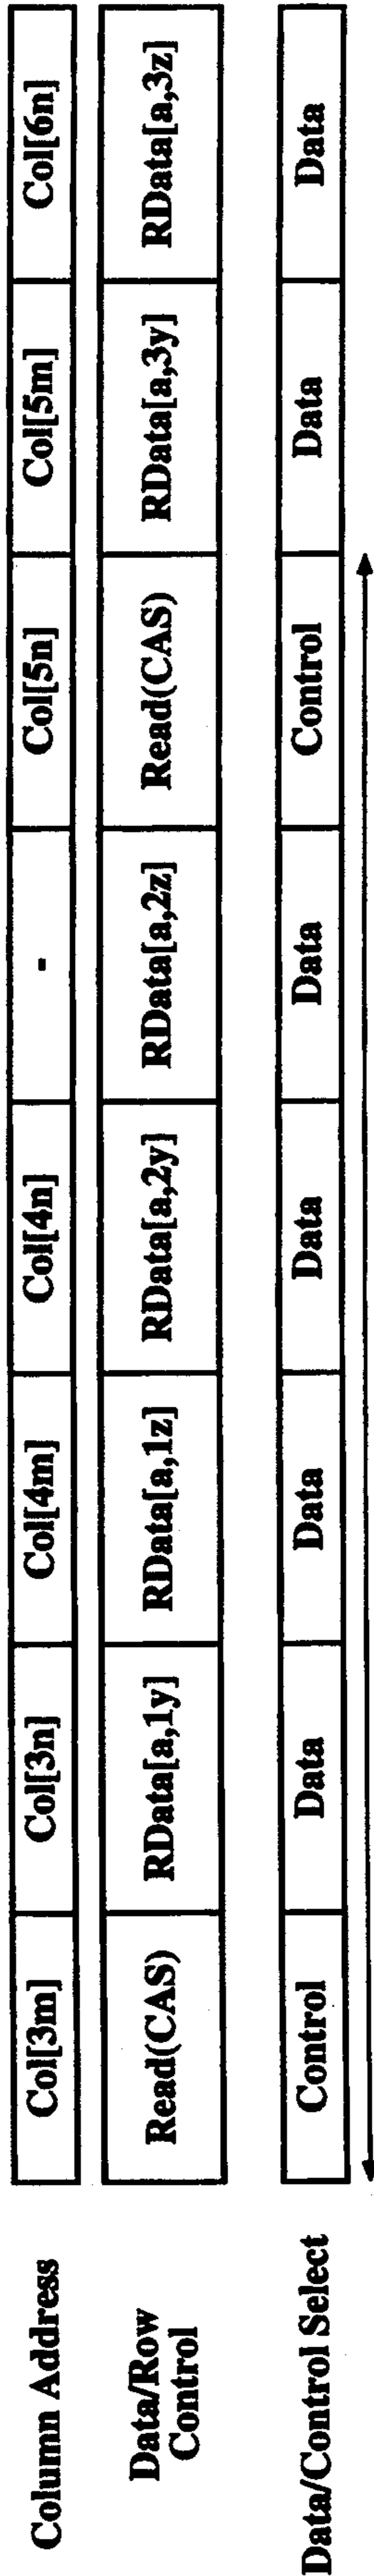 Column Address Col[3m] Col[3n] Col[4m] Col[4n] - Col[5n] Col[5m] Col[6n]
Data/Row
Control
Read(CAS) RData[a,1y] RData[a,1z] RData[a,2y] RData[a,2z] Read(CAS) RData[a,3y] RData[a,3z]
Data/Control Select Control Data Data Data Data Control Data Data